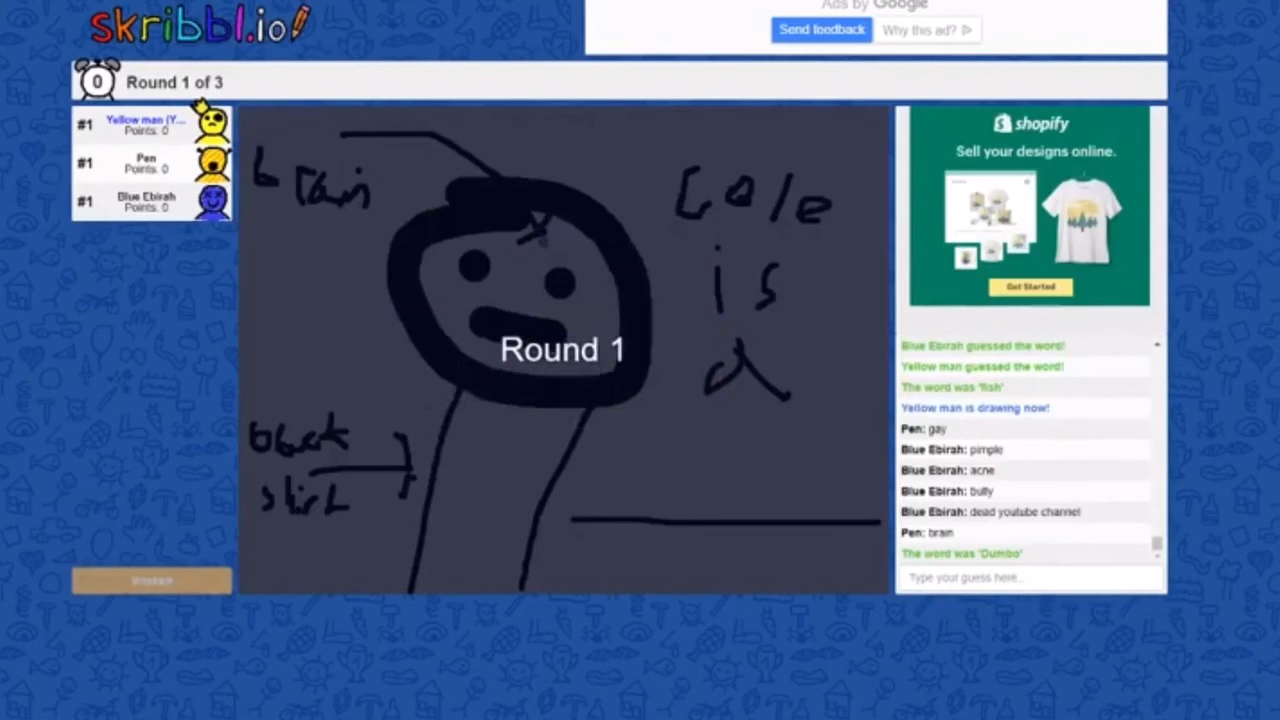 skribbl.io
Ads by Google
Send feedback
Why this ad?
0
Round 1 of 3
#1
Yellow man (Y...
Points: 0
#1
Pen
Points: 0
#1
Blue Ebirah
Points: 0
brain
Cole
is
a
Round 1
shopify
Sell your designs online.
Get Started
Blue Ebirah guessed the word!
Yellow man guessed the word!
The word was 'fish'
Yellow man is drawing now!
Pen: gay
Blue Ebirah: pimple
Blue Ebirah: acne
Blue Ebirah: bully
Blue Ebirah: dead youtube channel
Pen: brain
The word was 'Dumbo'
Type your guess here...